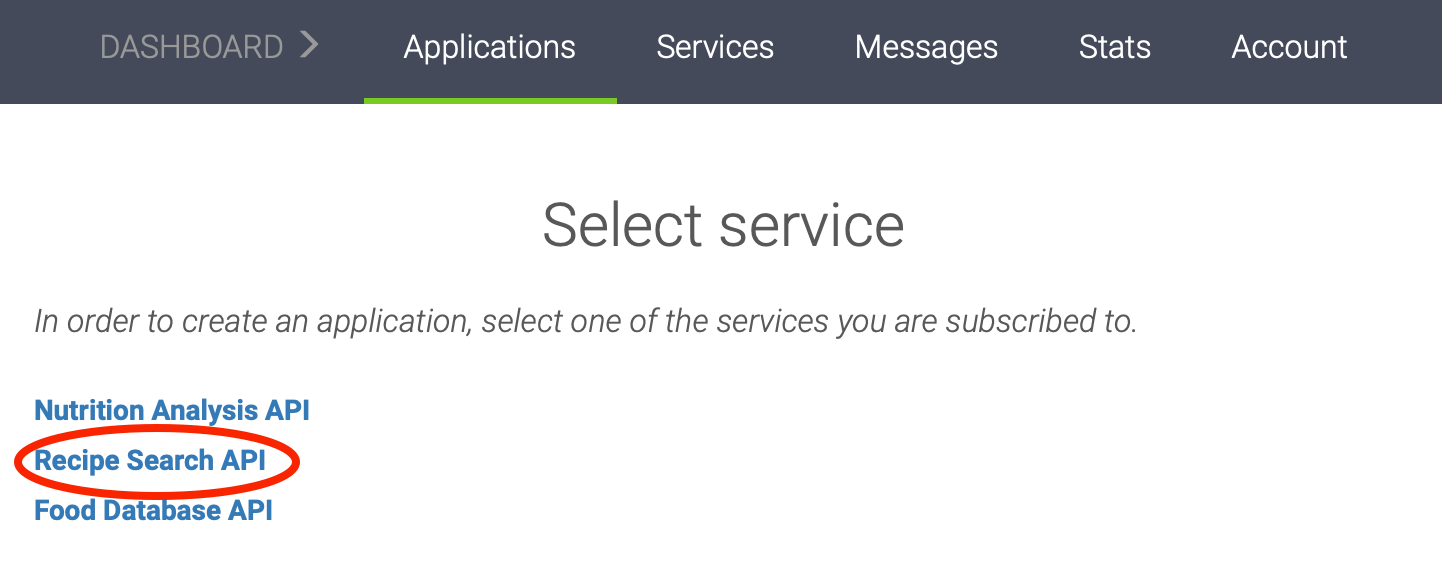 DASHBOARD Applications Services Messages Stats Account
Select service
In order to create an application, select one of the services you are subscribed to.
Nutrition Analysis API
Recipe Search API
Food Database API